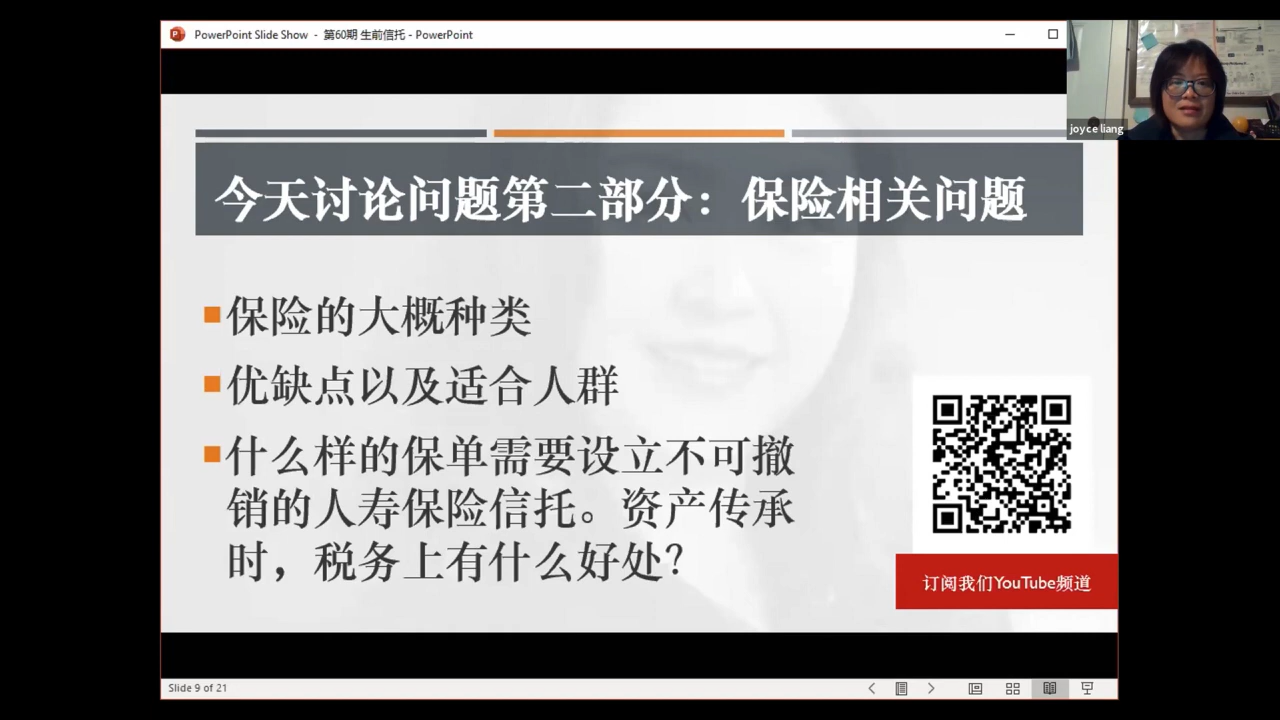 PowerPoint Slide Show - 第60期 生前信托 - PowerPoint
joyce liang
今天讨论问题第二部分：保险相关问题
保险的大概种类
优缺点以及适合人群
什么样的保单需要设立不可撤
销的人寿保险信托。资产传承
时，税务上有什么好处？
订阅我们YouTube频道
Slide 9 of 21